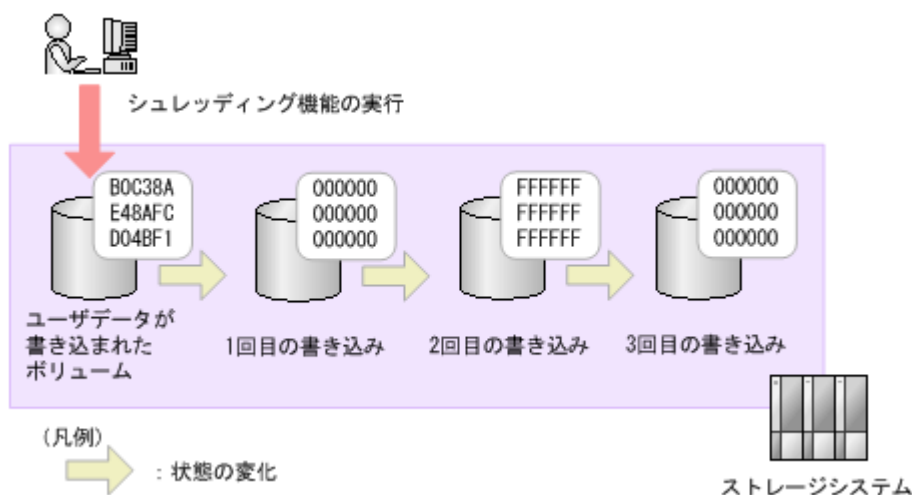 シュレッディング機能の実行
B0C38A
E48AFC
D04BF1
000000
000000
000000
FFFFFF
FFFFFF
FFFFFF
000000
000000
000000
ユーザデータが
書き込まれた
ボリューム
1回目の書き込み
2回目の書き込み
3回目の書き込み
(凡例)
：状態の変化
ストレージシステム